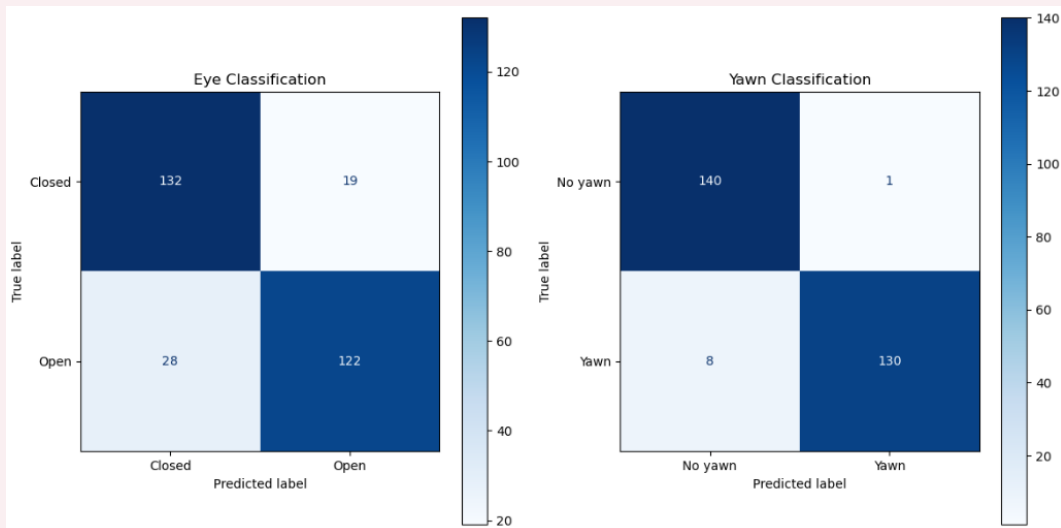 Eye Classification
Closed
132
19
Open
28
122
Closed
Open
True label
Predicted label
120
100
80
60
40
20
Yawn Classification
No yawn
140
1
Yawn
8
130
No yawn
Yawn
True label
Predicted label
140
120
100
80
60
40
20